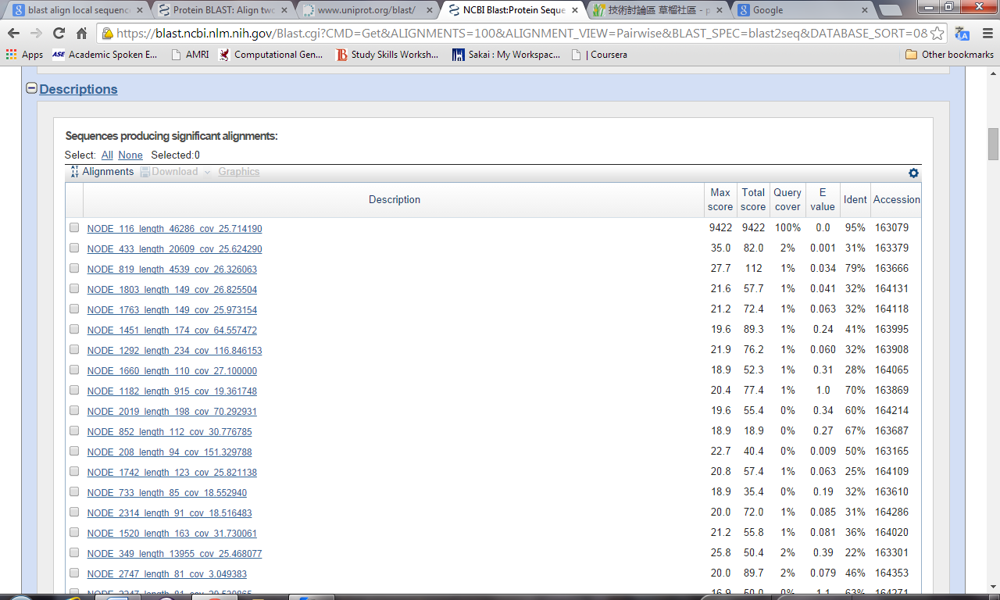 blast align local sequenc
Protein BLAST: Align two
www.uniprot.org/blast/
NCBI Blast:Protein Seque
技術討論區 草榴社區 - p
Google
https://blast.ncbi.nlm.nih.gov/Blast.cgi?CMD=Get&ALIGNMENTS=100&ALIGNMENT_VIEW=Pairwise&BLAST_SPEC=blast2seq&DATABASE_SORT=08
Apps ASE Academic Spoken E... AMRI Computational Gen... Study Skills Worksh... Sakai : My Workspac... | Coursera Other bookmarks
Descriptions
Sequences producing significant alignments:
Select: All None Selected:0
Alignments Download Graphics
Description Max score Total score Query cover E value Ident Accession
NODE_116_length_46286_cov_25.714190 9422 9422 100% 0.0 95% 163079
NODE_433_length_20609_cov_25.624290 35.0 82.0 2% 0.001 31% 163379
NODE_819_length_4539_cov_26.326063 27.7 112 1% 0.034 79% 163666
NODE_1803_length_149_cov_26.825504 21.6 57.7 1% 0.041 32% 164131
NODE_1763_length_149_cov_25.973154 21.2 72.4 1% 0.063 32% 164118
NODE_1451_length_174_cov_64.557472 19.6 89.3 1% 0.24 41% 163995
NODE_1292_length_234_cov_116.846153 21.9 76.2 1% 0.060 32% 163908
NODE_1660_length_110_cov_27.100000 18.9 52.3 1% 0.31 28% 164065
NODE_1182_length_915_cov_19.361748 20.4 77.4 1% 1.0 70% 163869
NODE_2019_length_198_cov_70.292931 19.6 55.4 0% 0.34 60% 164214
NODE_852_length_112_cov_30.776785 18.9 18.9 0% 0.27 67% 163687
NODE_208_length_94_cov_151.329788 22.7 40.4 0% 0.009 50% 163165
NODE_1742_length_123_cov_25.821138 20.8 57.4 1% 0.063 25% 164109
NODE_733_length_85_cov_18.552940 18.9 35.4 0% 0.19 32% 163610
NODE_2314_length_91_cov_18.516483 20.0 72.0 1% 0.085 31% 164286
NODE_1520_length_163_cov_31.730061 21.2 55.8 1% 0.081 36% 164020
NODE_349_length_13955_cov_25.468077 25.8 50.4 2% 0.39 22% 163301
NODE_2747_length_81_cov_3.049383 20.0 89.7 2% 0.079 46% 164353